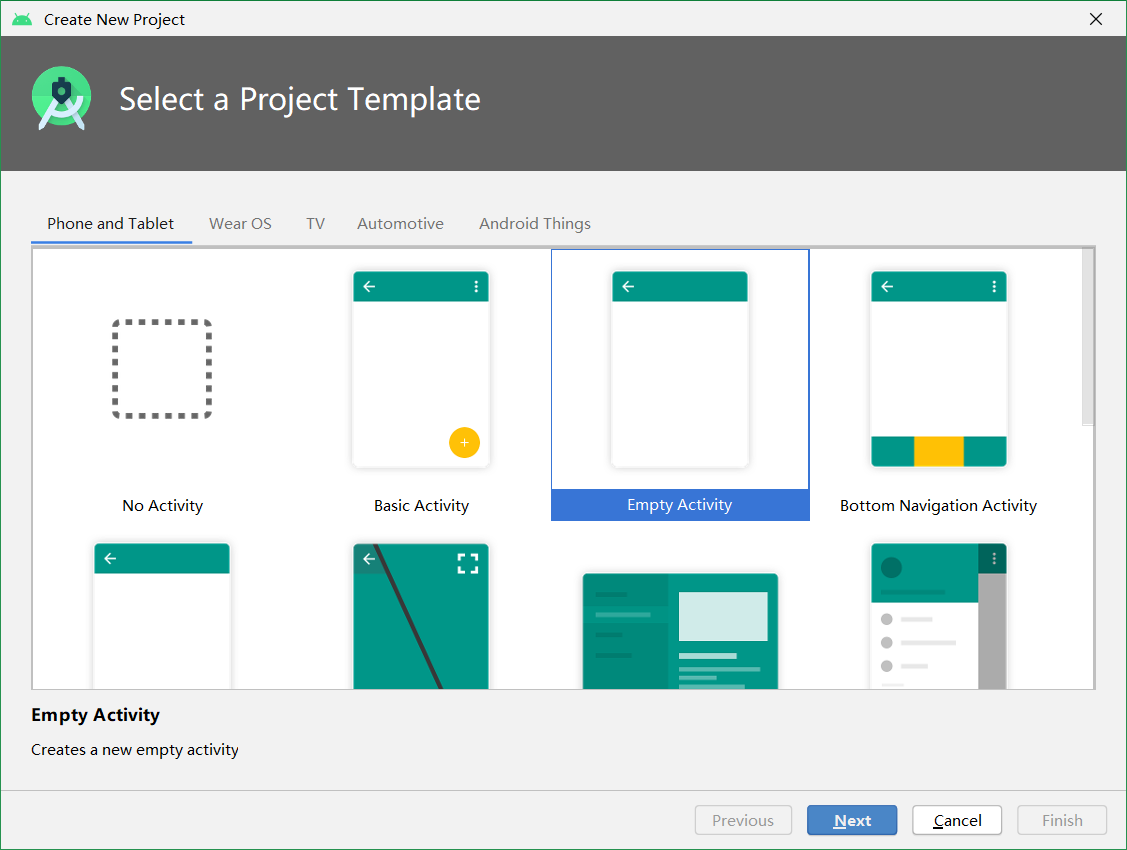 Create New Project
Select a Project Template
Phone and Tablet Wear OS TV Automotive Android Things
No Activity Basic Activity Empty Activity Bottom Navigation Activity
Empty Activity
Creates a new empty activity
Previous Next Cancel Finish